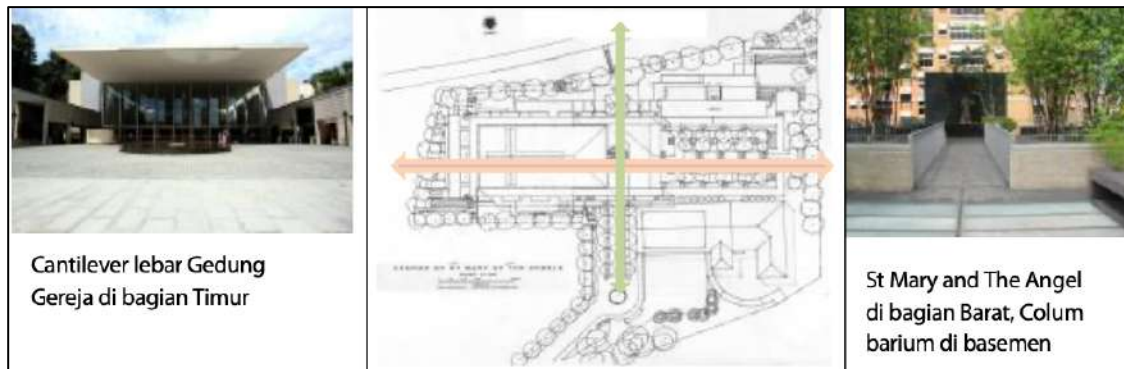 Cantilever lebar Gedung
Gereja di bagian Timur
St Mary and The Angel
di bagian Barat, Colum
barium di basemen